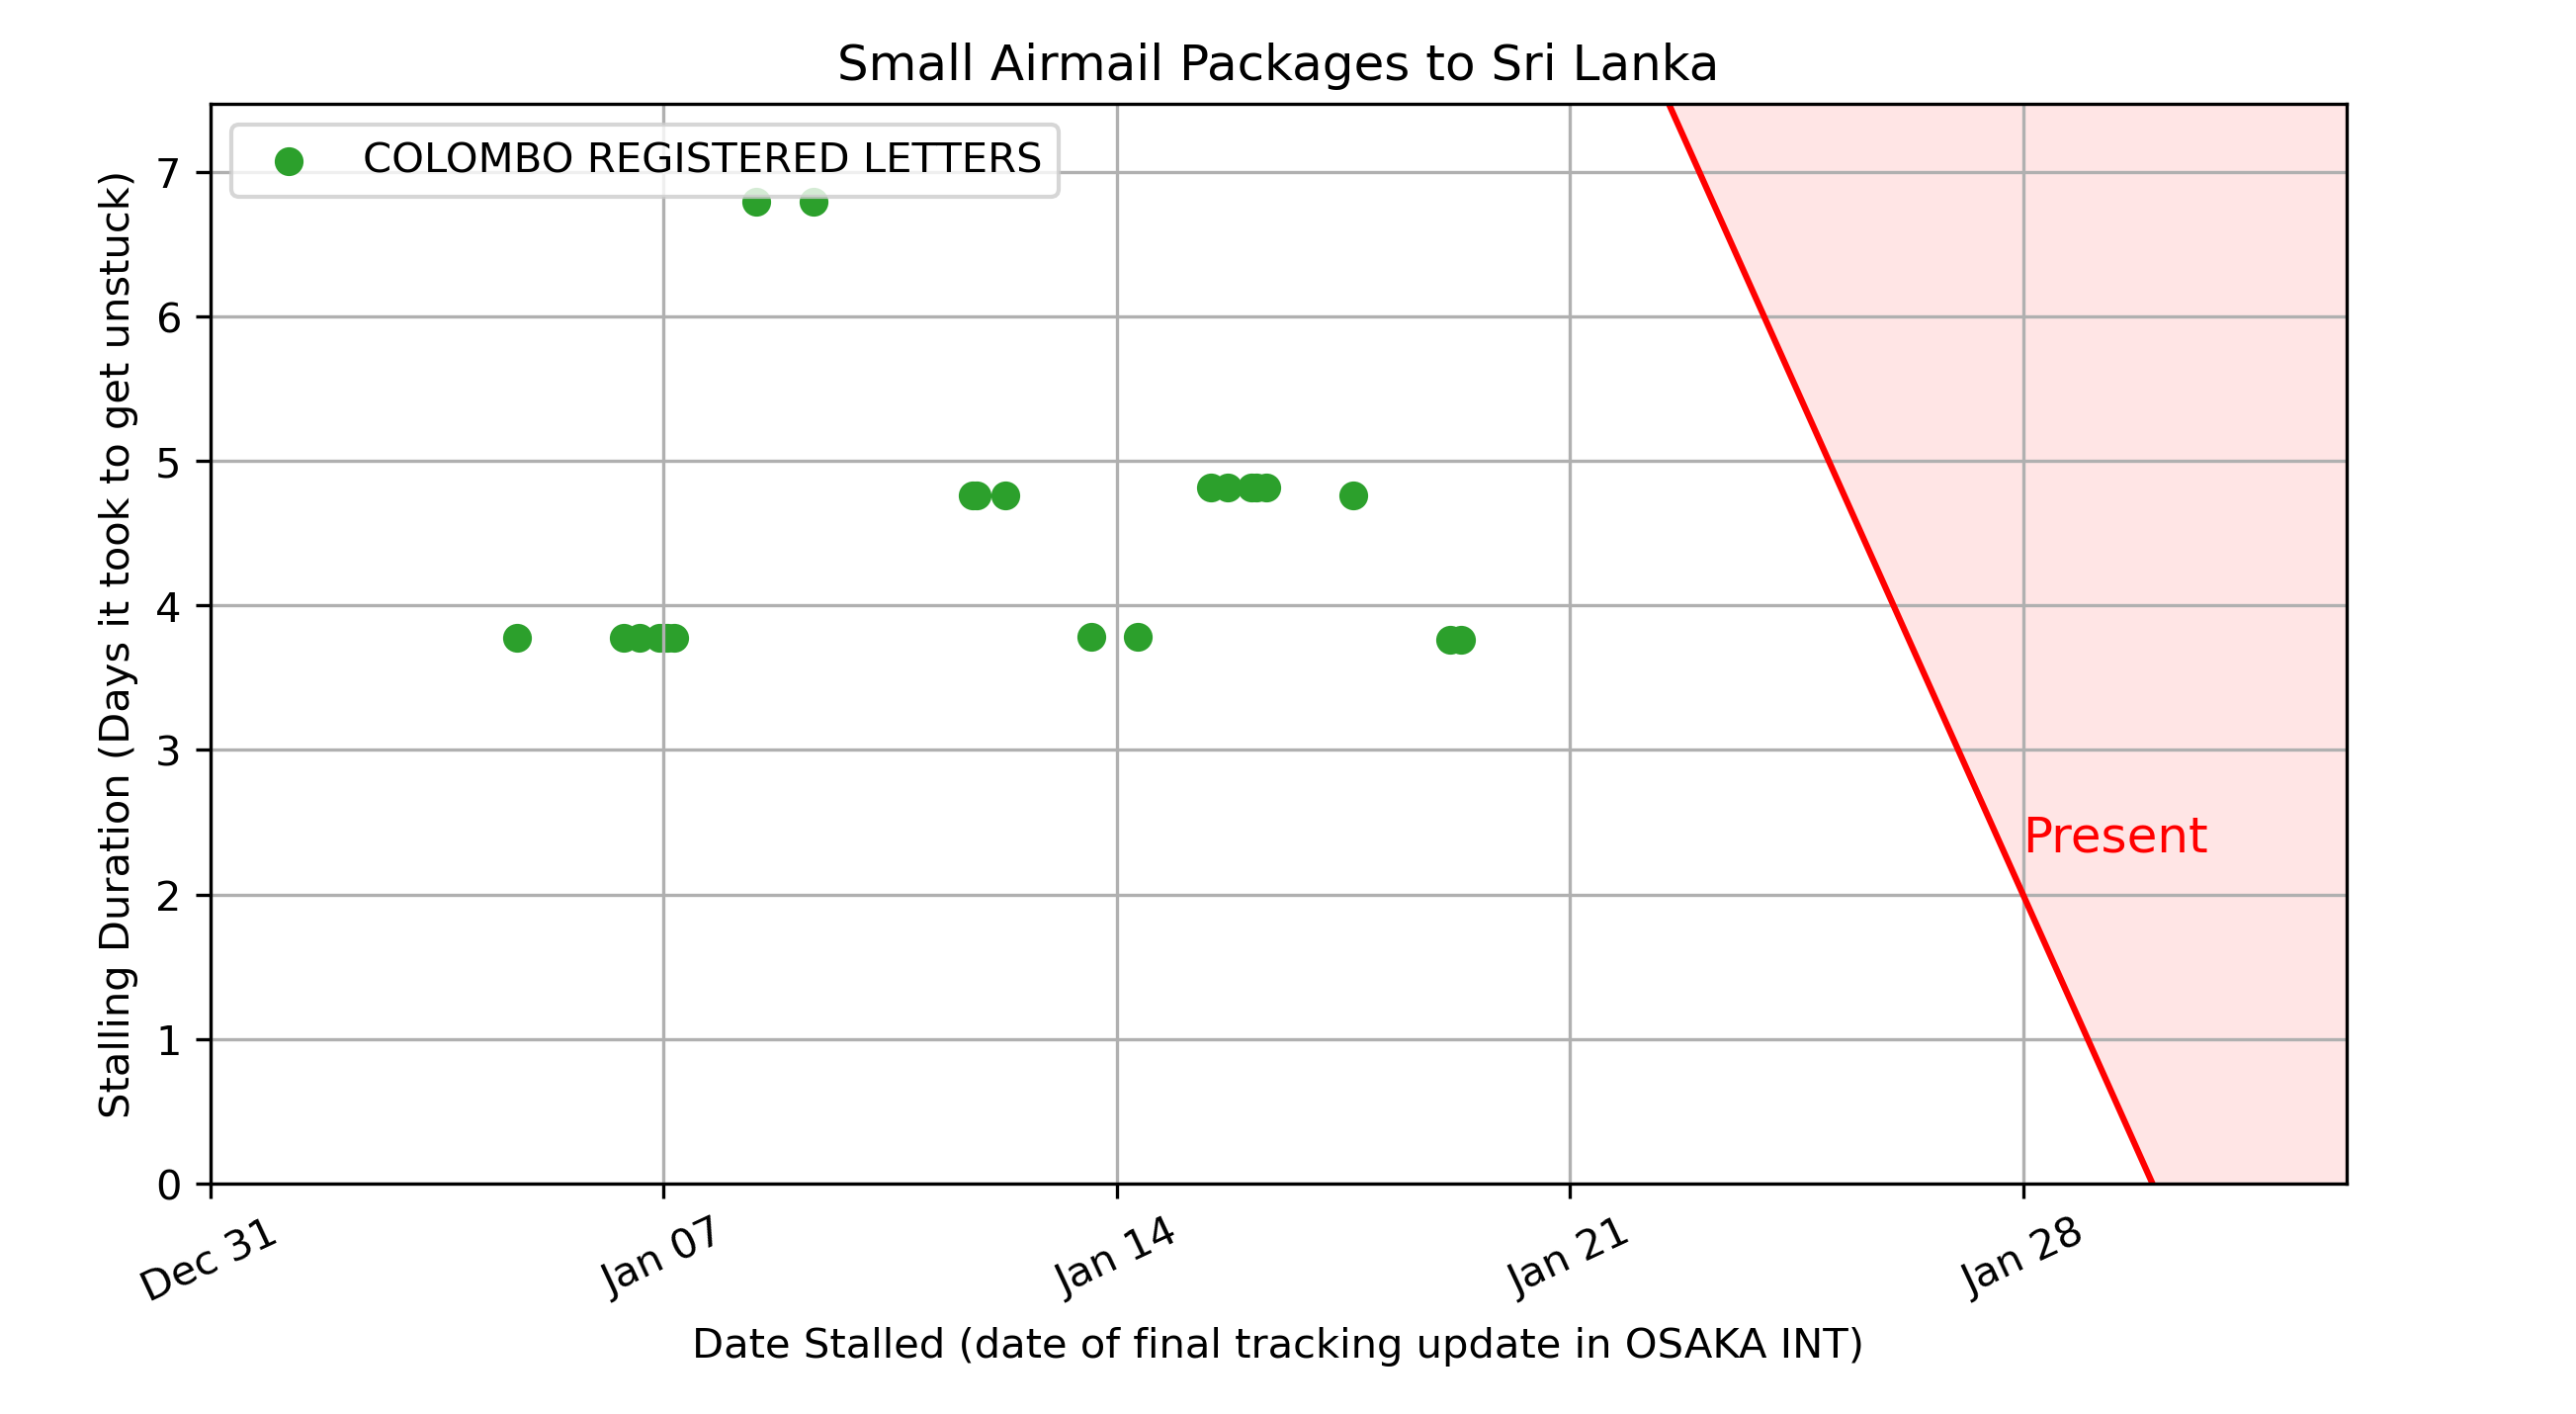 Small Airmail Packages to Sri Lanka
COLOMBO REGISTERED LETTERS
Stalling Duration (Days it took to get unstuck)
7
6
5
4
3
2
1
0
Present
Dec 31
Jan 07
Jan 14
Jan 21
Jan 28
Date Stalled (date of final tracking update in OSAKA INT)